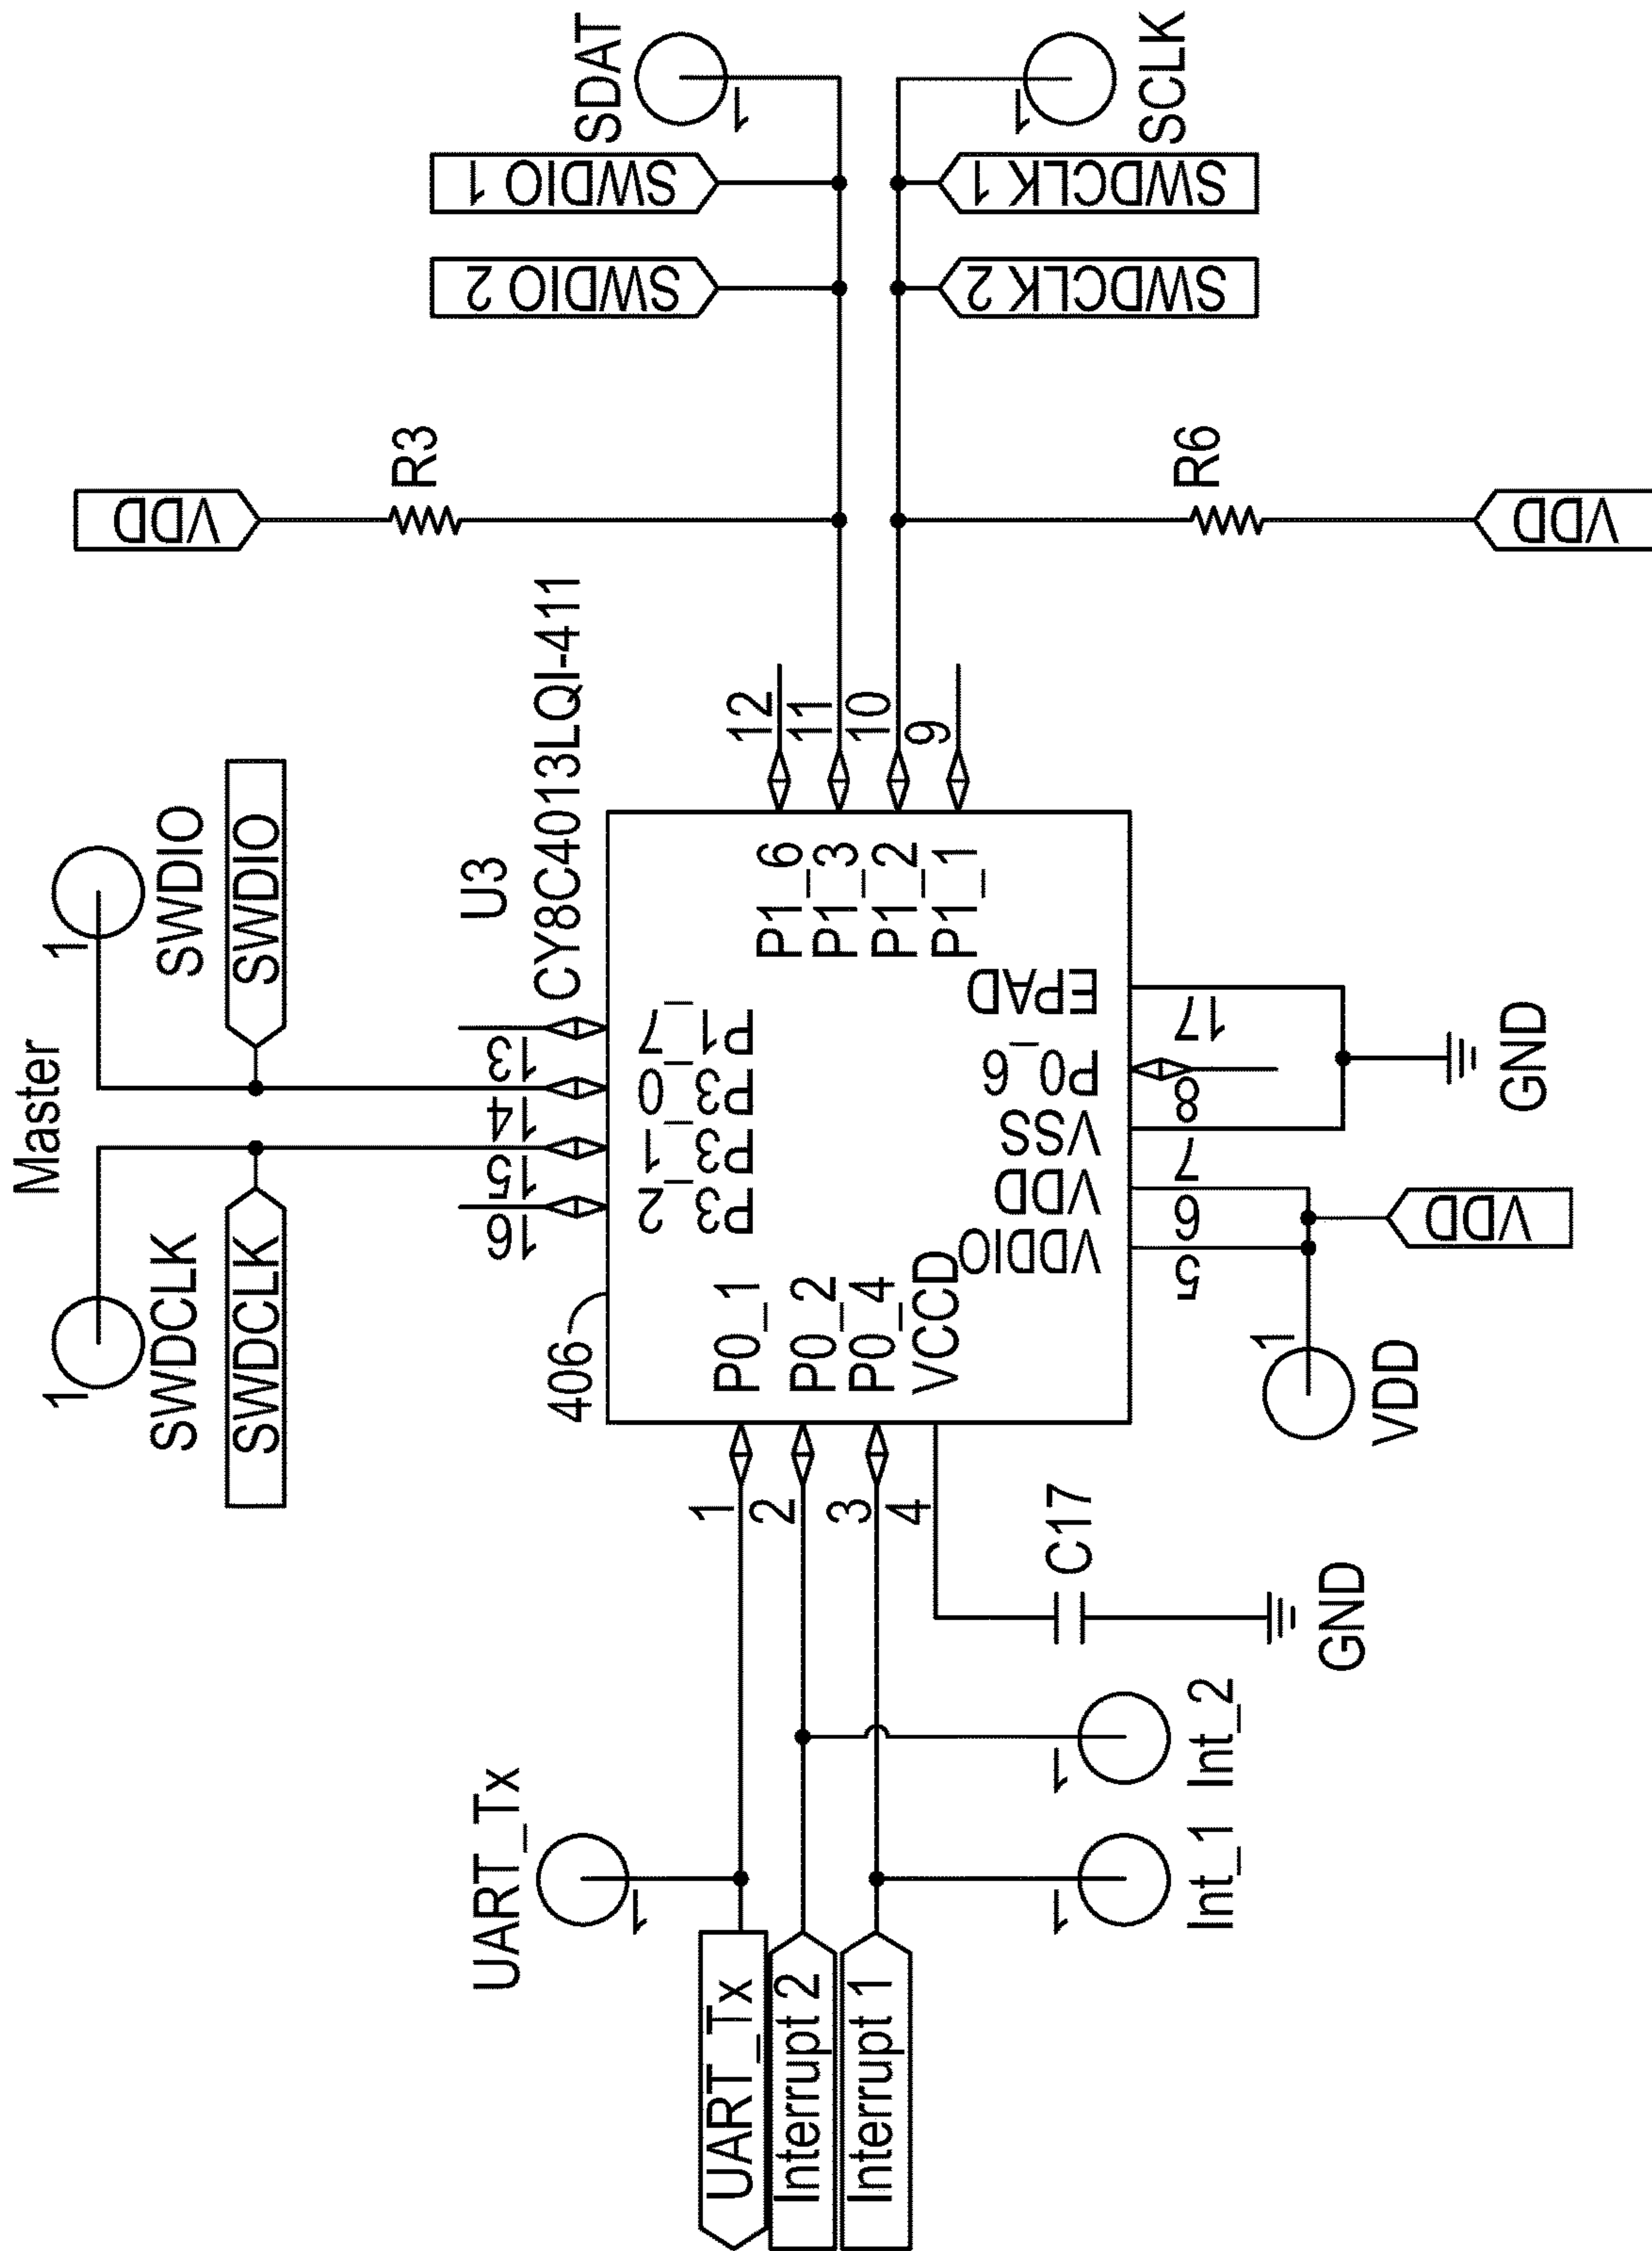 Master
1
SWDCLK
SWDCLK
1
SWDIO
SWDIO
U3
CY8C4013LQI-411
406
16
15
14
13
P3_2
P3_1
P3_0
P1_7
UART_Tx
1
UART_Tx
Interrupt 2
Interrupt 1
1
Int_1
1
Int_2
1
2
3
4
P0_1
P0_2
P0_4
VCCD
C17
GND
VDDIO
VDD
VSS
P0_6
EPAD
5
6
7
8
17
1
VDD
VDD
GND
P1_6
P1_3
P1_2
P1_1
12
11
10
9
VDD
R3
R6
VDD
SWDIO 2
SWDIO 1
SWDCLK 2
SWDCLK 1
SDAT
1
1
SCLK